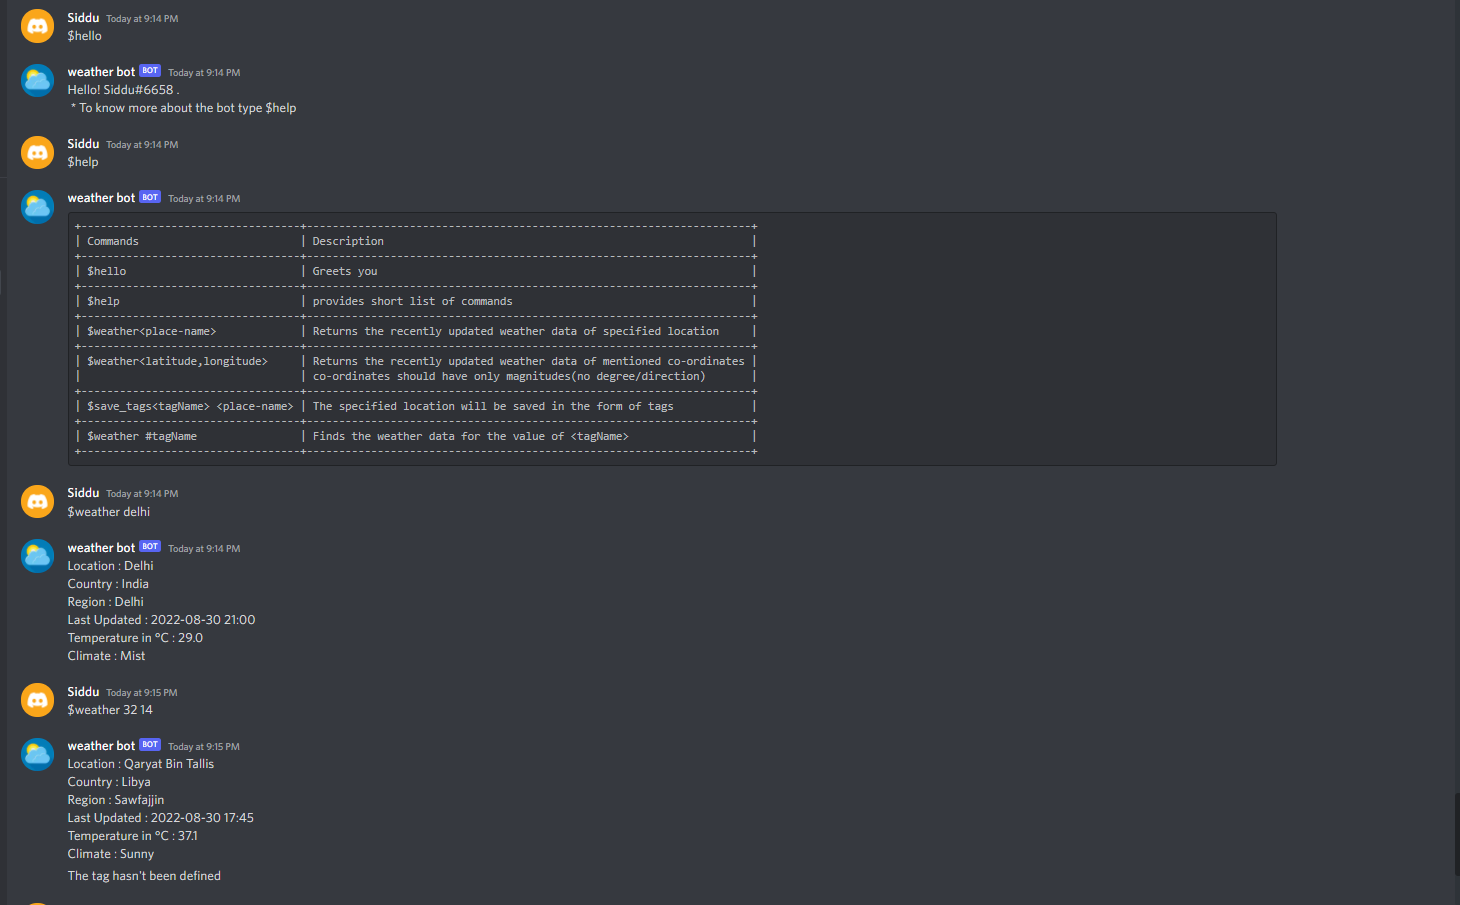 Siddu Today at 9:14 PM
$hello
weather bot BOT Today at 9:14 PM
Hello! Siddu#6658 .
* To know more about the bot type $help
Siddu Today at 9:14 PM
$help
weather bot BOT Today at 9:14 PM
+----------------------------------+---------------------------------------------------------------------+
| Commands | Description |
+----------------------------------+---------------------------------------------------------------------+
| $hello | Greets you |
+----------------------------------+---------------------------------------------------------------------+
| $help | provides short list of commands |
+----------------------------------+---------------------------------------------------------------------+
| $weather<place-name> | Returns the recently updated weather data of specified location |
+----------------------------------+---------------------------------------------------------------------+
| $weather<latitude,longitude> | Returns the recently updated weather data of mentioned co-ordinates |
| | co-ordinates should have only magnitudes(no degree/direction) |
+----------------------------------+---------------------------------------------------------------------+
| $save_tags<tagName> <place-name> | The specified location will be saved in the form of tags |
+----------------------------------+---------------------------------------------------------------------+
| $weather #tagName | Finds the weather data for the value of <tagName> |
+----------------------------------+---------------------------------------------------------------------+
Siddu Today at 9:14 PM
$weather delhi
weather bot BOT Today at 9:14 PM
Location : Delhi
Country : India
Region : Delhi
Last Updated : 2022-08-30 21:00
Temperature in °C : 29.0
Climate : Mist
Siddu Today at 9:15 PM
$weather 32 14
weather bot BOT Today at 9:15 PM
Location : Qaryat Bin Tallis
Country : Libya
Region : Sawfajjin
Last Updated : 2022-08-30 17:45
Temperature in °C : 37.1
Climate : Sunny
The tag hasn't been defined